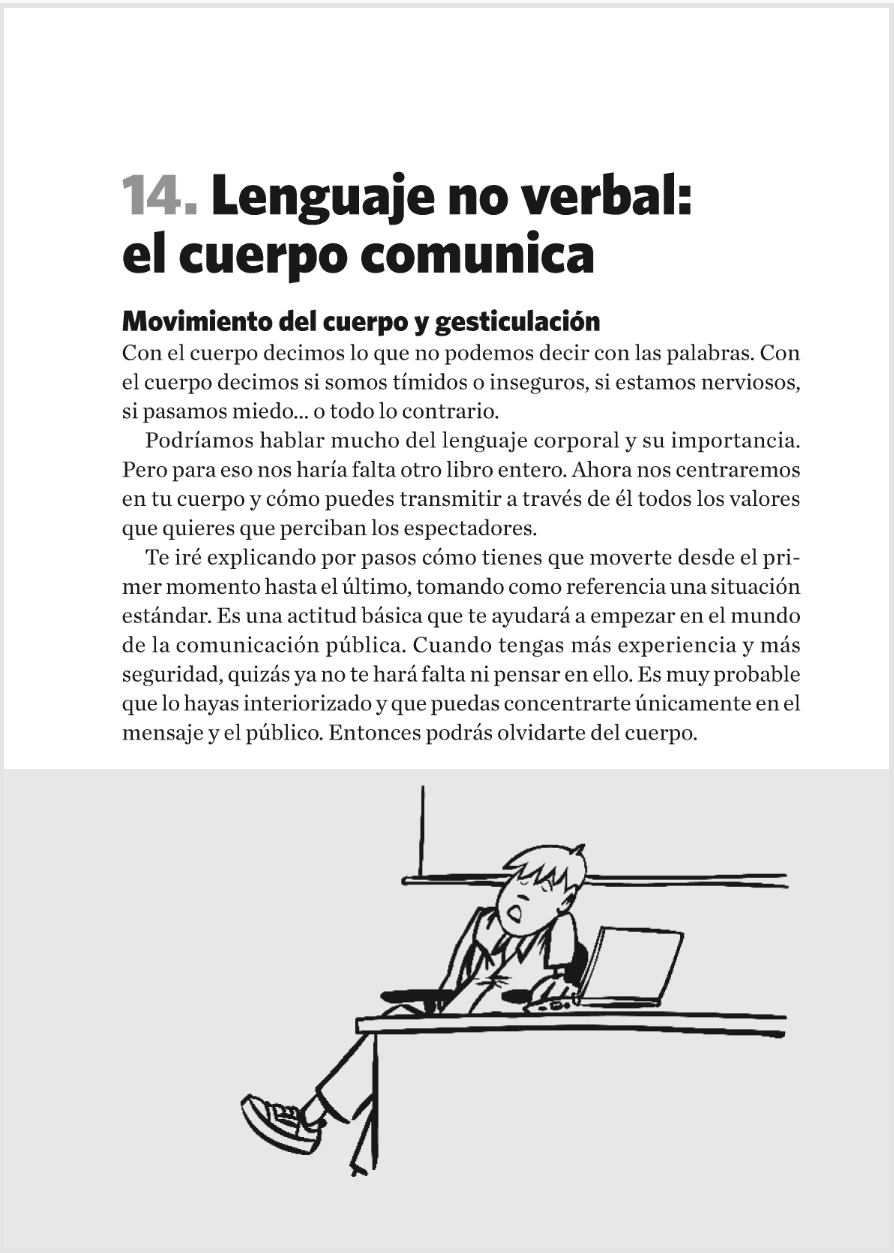 14. Lenguaje no verbal:
el cuerpo comunica
Movimiento del cuerpo y gesticulación
Con el cuerpo decimos lo que no podemos decir con las palabras. Con
el cuerpo decimos si somos tímidos o inseguros, si estamos nerviosos,
si pasamos miedo... o todo lo contrario.
Podríamos hablar mucho del lenguaje corporal y su importancia.
Pero para eso nos haría falta otro libro entero. Ahora nos centraremos
en tu cuerpo y cómo puedes transmitir a través de él todos los valores
que quieres que perciban los espectadores.
Te iré explicando por pasos cómo tienes que moverte desde el pri-
mer momento hasta el último, tomando como referencia una situación
estándar. Es una actitud básica que te ayudará a empezar en el mundo
de la comunicación pública. Cuando tengas más experiencia y más
seguridad, quizás ya no te hará falta ni pensar en ello. Es muy probable
que lo hayas interiorizado y que puedas concentrarte únicamente en el
mensaje y el público. Entonces podrás olvidarte del cuerpo.